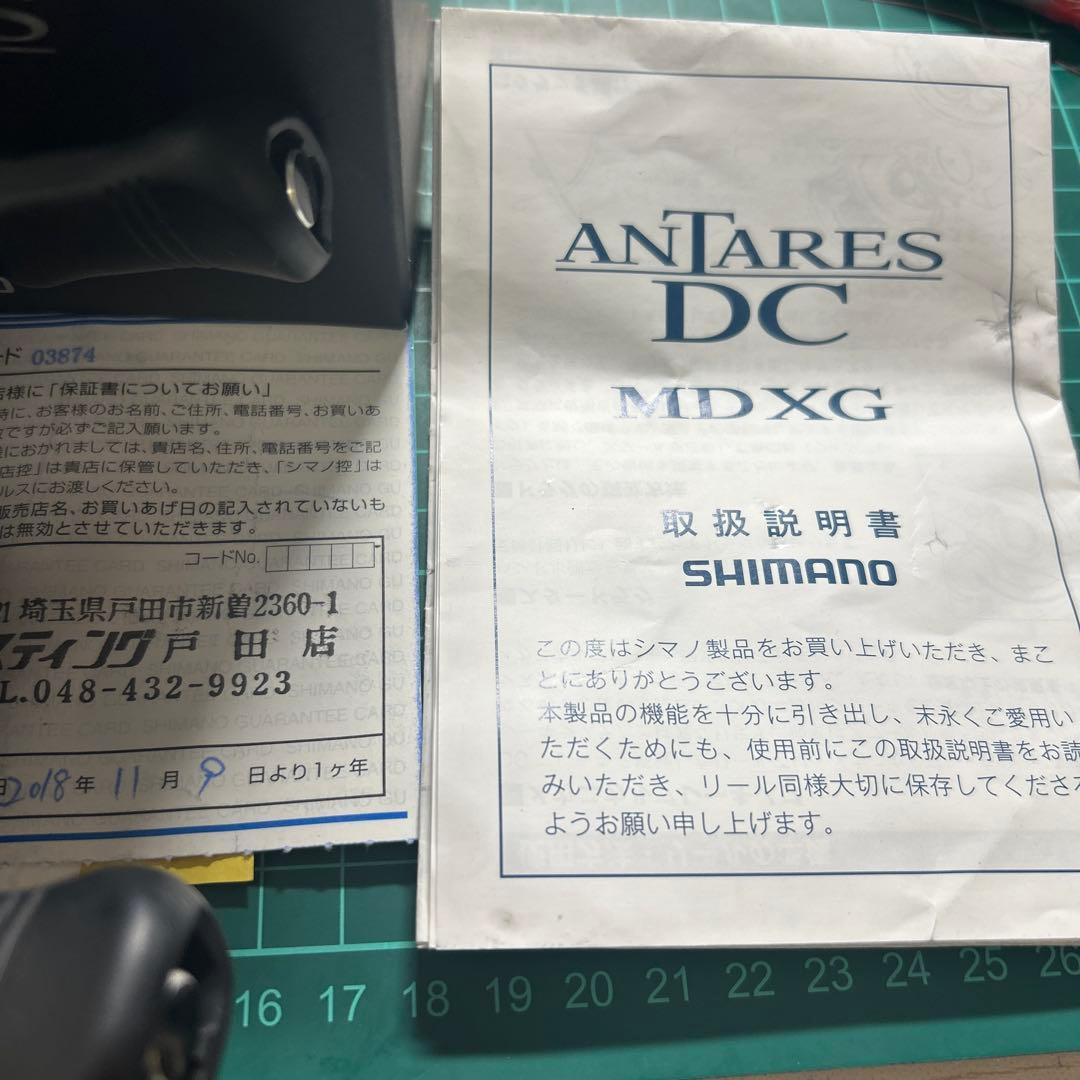 ード 03874
店様に「保証書についてお願い」
時に、お客様のお名前、ご住所、電話番号、お買いあ
ですが必ずご記入願います。
におかれましては、貴店名、住所、電話番号をご記
店控」は貴店に保管していただき、「シマノ控」は
ルスにお渡しください。
販売店名、お買いあげ日の記入されていないも
は無効とさせていただきます。
コードNo.
1 埼玉県戸田市新曽2360-1
スティング戸田店
L.048-432-9923
日2018年 11月 9日より1ヶ年
ANTARES
DC
MD XG
取扱説明書
SHIMANO
この度はシマノ製品をお買い上げいただき、まこ
とにありがとうございます。
本製品の機能を十分に引き出し、末永くご愛用い
ただくためにも、使用前にこの取扱説明書をお読
みいただき、リール同様大切に保存してくださる
ようお願い申し上げます。
16 17 18 19 20 21 22 23 24 25 26